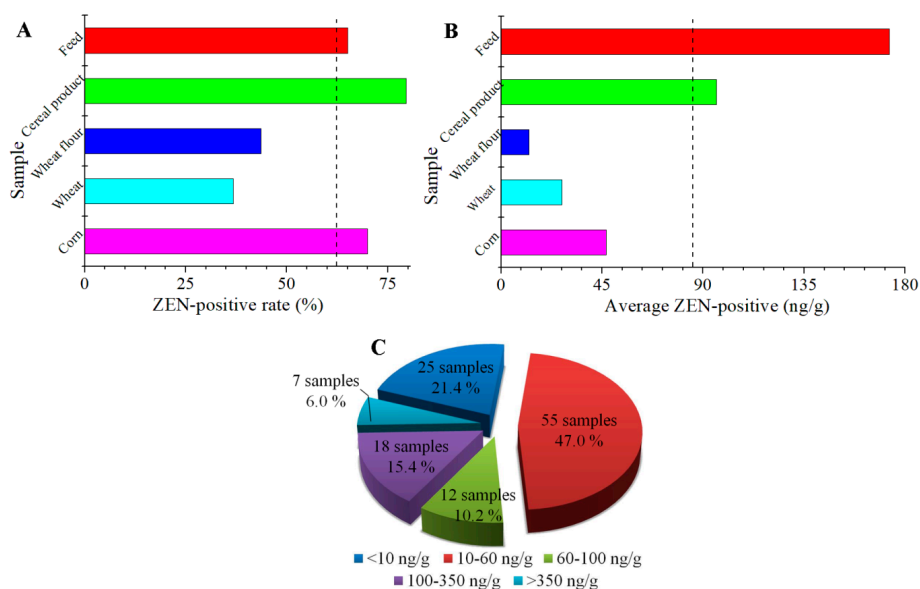 A
Sample
Feed
Cereal product
Wheat flour
Wheat
Corn
0 25 50 75
ZEN-positive rate (%)
B
Sample
Feed
Cereal product
Wheat flour
Wheat
Corn
0 45 90 135 180
Average ZEN-positive (ng/g)
C
25 samples
21.4 %
7 samples
6.0 %
55 samples
47.0 %
18 samples
15.4 %
12 samples
10.2 %
<10 ng/g 10-60 ng/g 60-100 ng/g
100-350 ng/g >350 ng/g